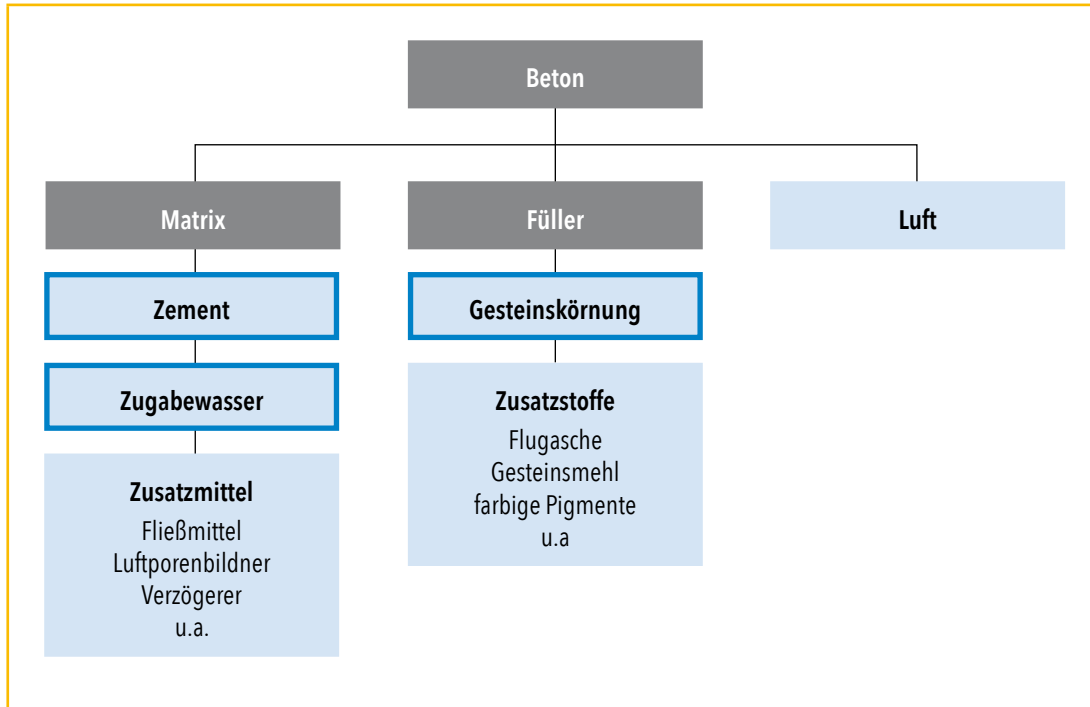 Beton
Matrix
Füller
Luft
Zement
Gesteinskörnung
Zugabewasser
Zusatzstoffe
Flugasche
Gesteinsmehl
farbige Pigmente
u.a
Zusatzmittel
Fließmittel
Luftporenbildner
Verzögerer
u.a.